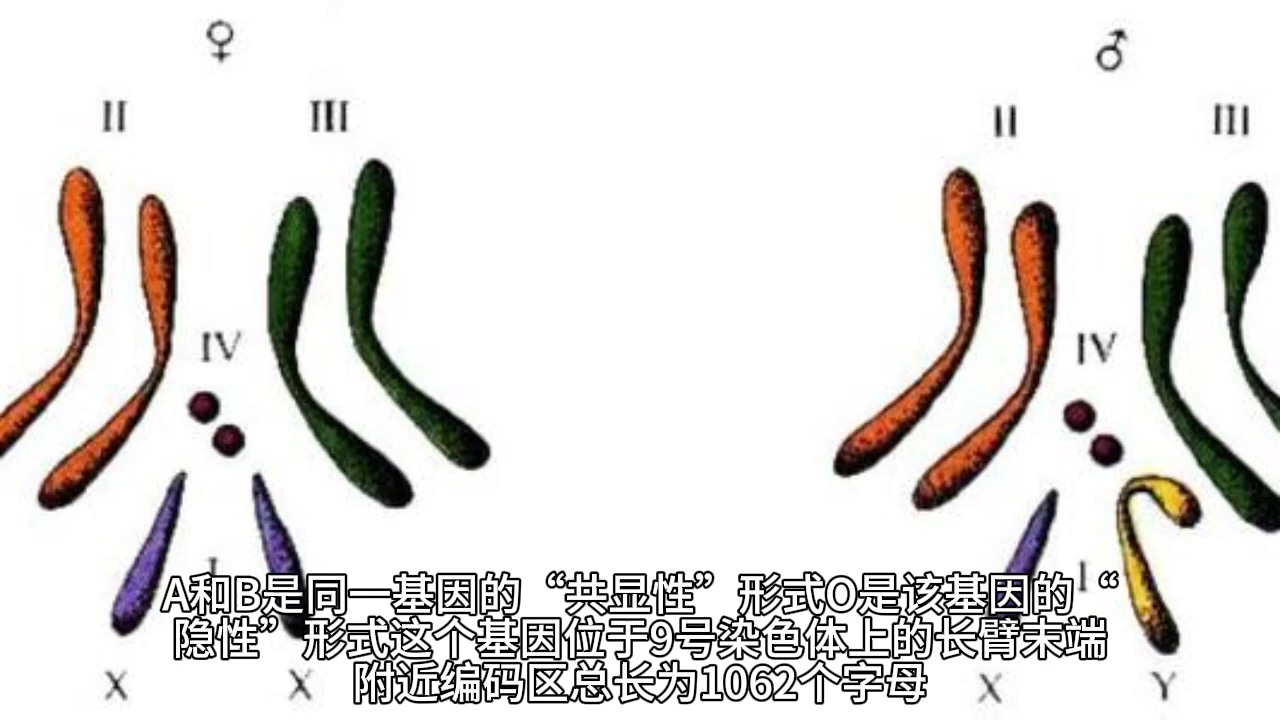 ♀
♂
II
III
II
III
IV
IV
I
I
A和B是同一基因的“共显性”形式O是该基因的“
隐性”形式这个基因位于9号染色体上的长臂末端
附近编码区总长为1062个字母
X
X
X
Y